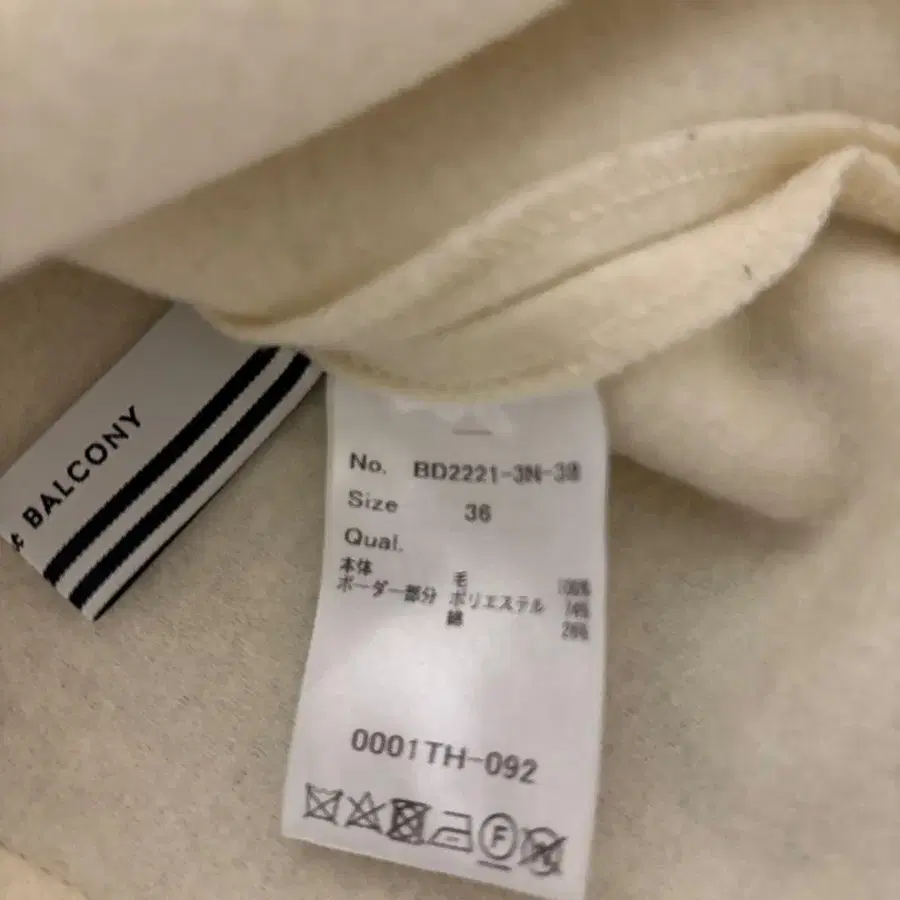 & BALCONY
No. BD2221-3N-38
Size 36
Qual.
本体 毛 100%
ボーダー部分 ポリエステル 74%
綿 26%
0001TH-092
F